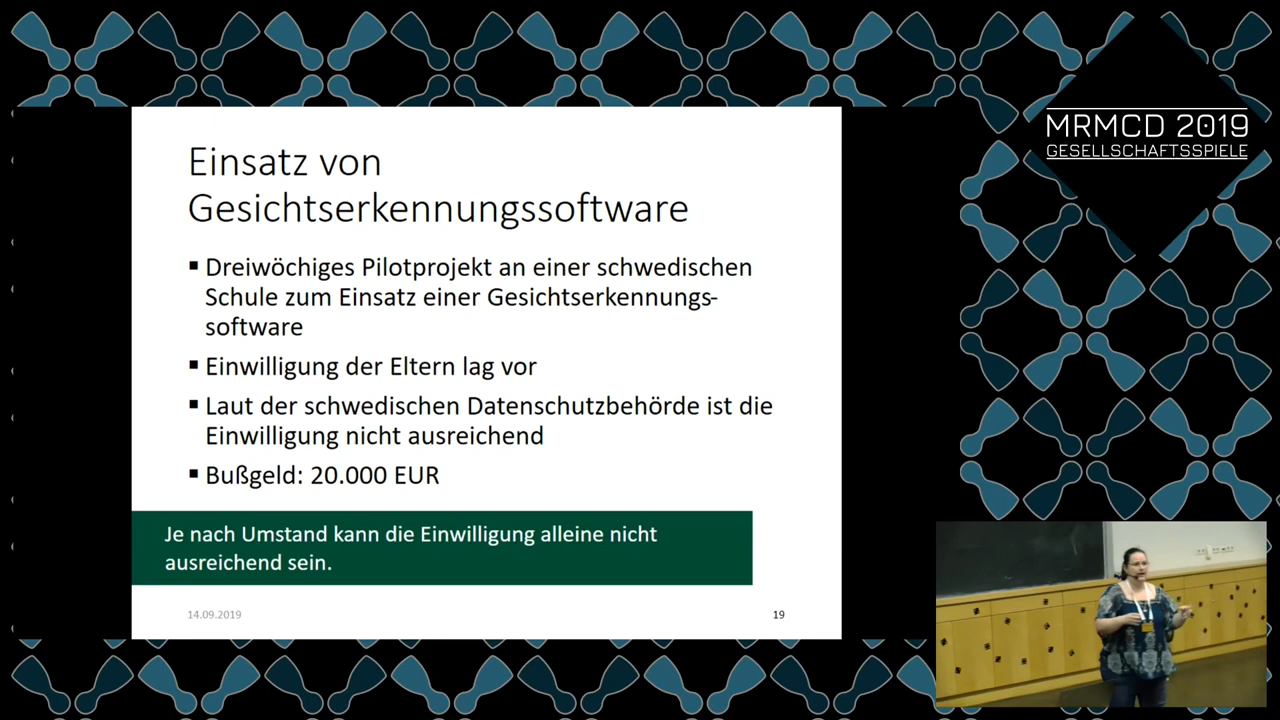 Einsatz von
Gesichtserkennungssoftware
▪ Dreiwöchiges Pilotprojekt an einer schwedischen
Schule zum Einsatz einer Gesichtserkennungs-
software
▪ Einwilligung der Eltern lag vor
▪ Laut der schwedischen Datenschutzbehörde ist die
Einwilligung nicht ausreichend
▪ Bußgeld: 20.000 EUR
Je nach Umstand kann die Einwilligung alleine nicht
ausreichend sein.
14.09.2019
19
MRMCD 2019
GESELLSCHAFTSSPIELE